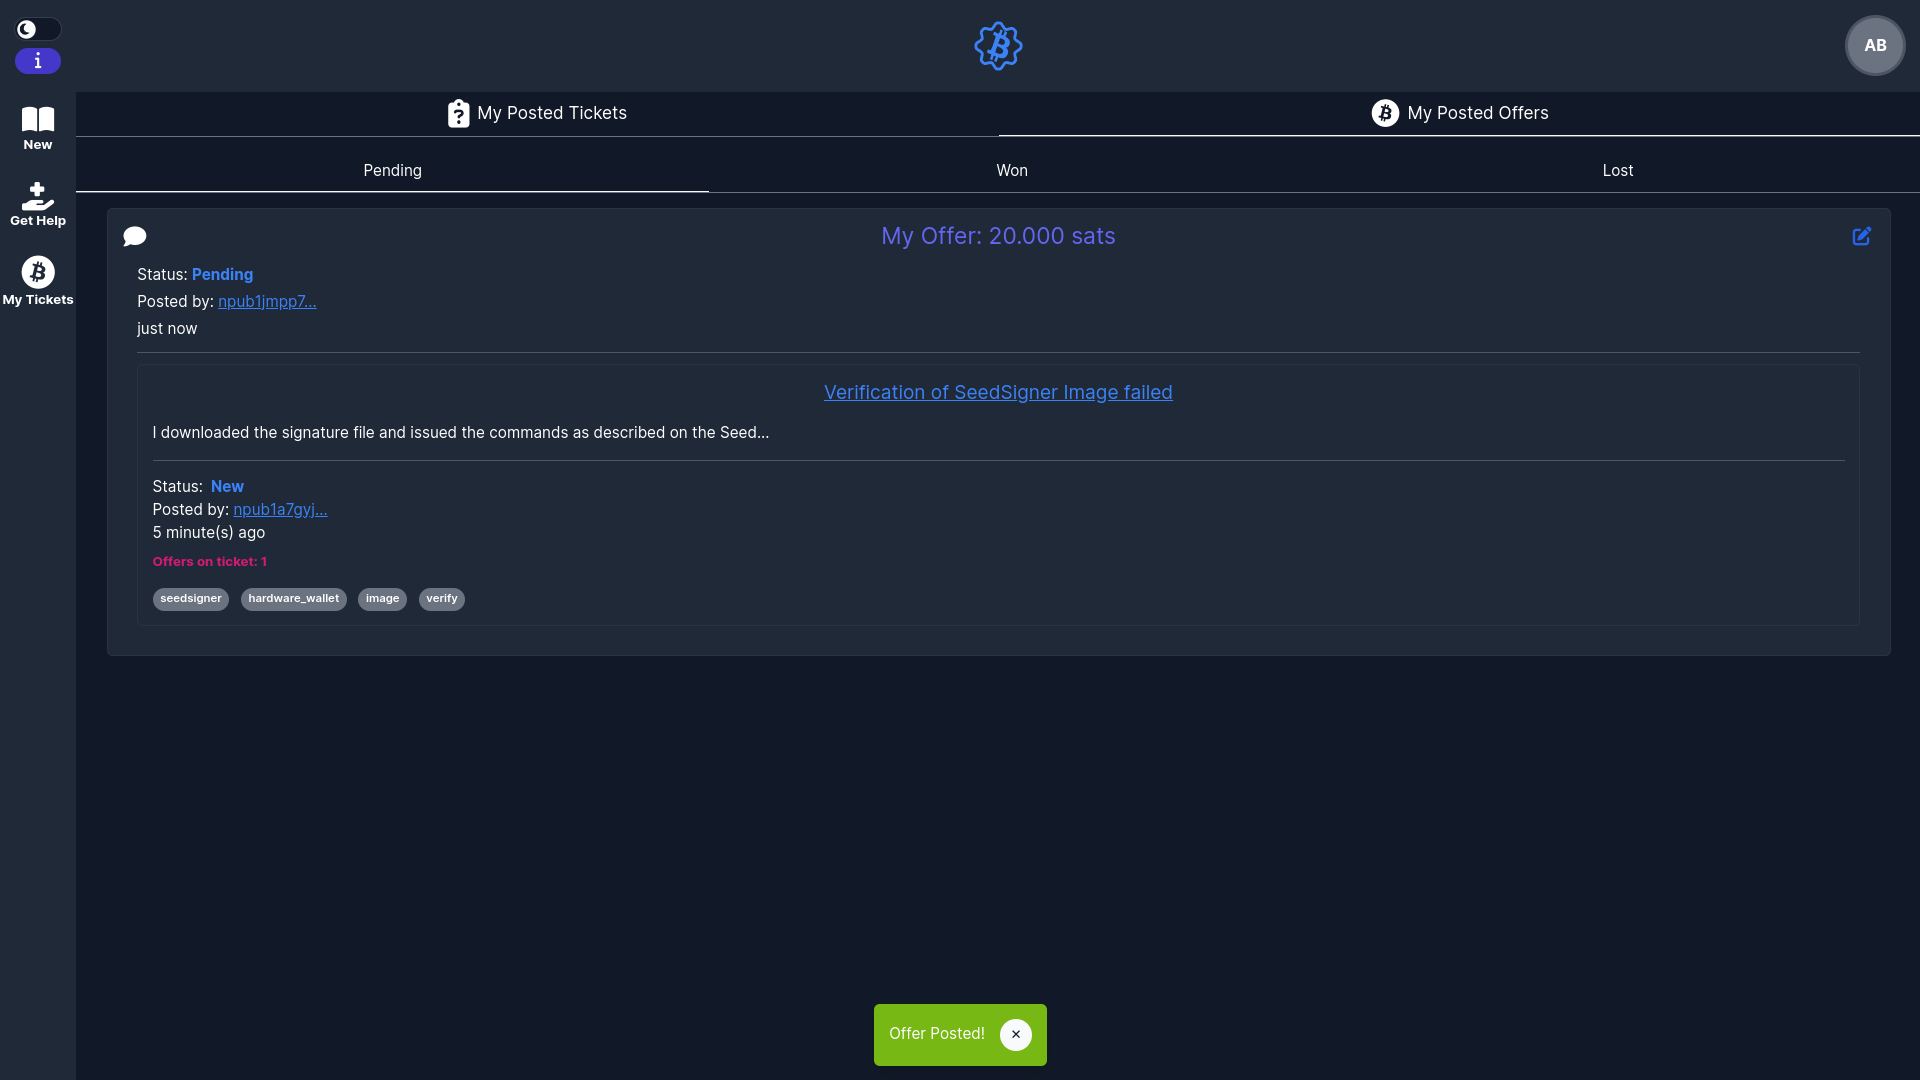 i
AB
My Posted Tickets
My Posted Offers
New
Pending
Won
Lost
Get Help
My Tickets
My Offer: 20.000 sats
Status: Pending
Posted by: npub1jmpp7...
just now
Verification of SeedSigner Image failed
I downloaded the signature file and issued the commands as described on the Seed...
Status: New
Posted by: npub1a7gyj...
5 minute(s) ago
Offers on ticket: 1
seedsigner hardware_wallet image verify
Offer Posted! ×